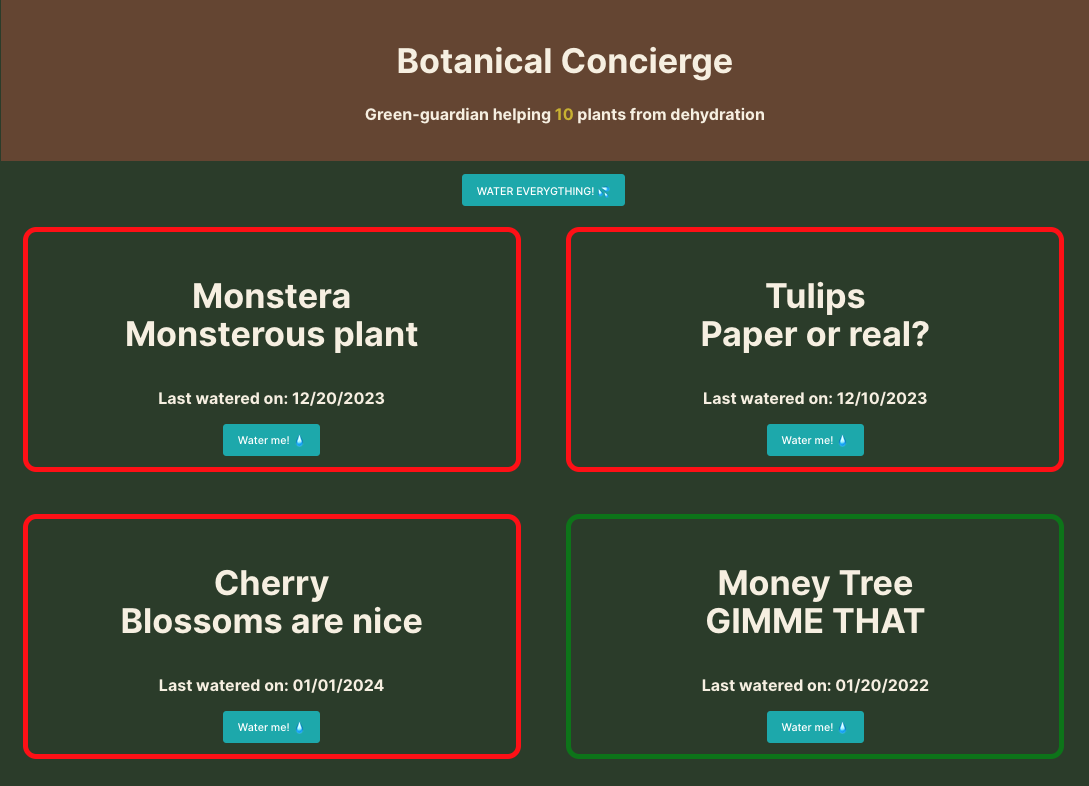 Botanical Concierge
Green-guardian helping 10 plants from dehydration
WATER EVERYGTHING! 💦
Monstera
Monsterous plant
Last watered on: 12/20/2023
Water me! 💧
Tulips
Paper or real?
Last watered on: 12/10/2023
Water me! 💧
Cherry
Blossoms are nice
Last watered on: 01/01/2024
Water me! 💧
Money Tree
GIMME THAT
Last watered on: 01/20/2022
Water me! 💧